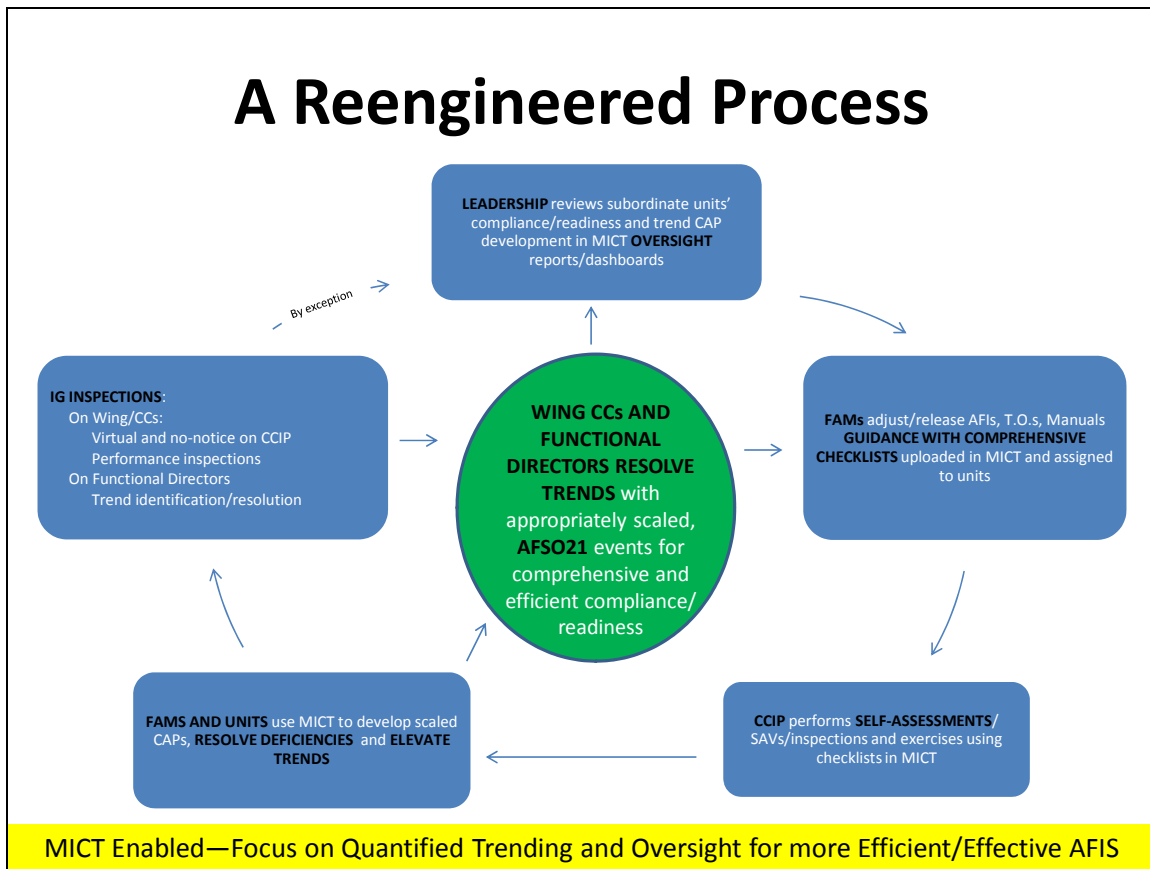 A Reengineered Process
LEADERSHIP reviews subordinate units'
compliance/readiness and trend CAP
development in MICT OVERSIGHT
reports/dashboards
By exception
IG INSPECTIONS:
On Wing/CCs:
Virtual and no-notice on CCIP
Performance inspections
On Functional Directors
Trend identification/resolution
WING CCs AND
FUNCTIONAL
DIRECTORS RESOLVE
TRENDS with
appropriately scaled,
AFSO21 events for
comprehensive and
efficient compliance/
readiness
FAMs adjust/release AFIs, T.O.s, Manuals
GUIDANCE WITH COMPREHENSIVE
CHECKLISTS uploaded in MICT and assigned
to units
FAMS AND UNITS use MICT to develop scaled
CAPs, RESOLVE DEFICIENCIES and ELEVATE
TRENDS
CCIP performs SELF-ASSESSMENTS/
SAVs/inspections and exercises using
checklists in MICT
MICT Enabled—Focus on Quantified Trending and Oversight for more Efficient/Effective AFIS